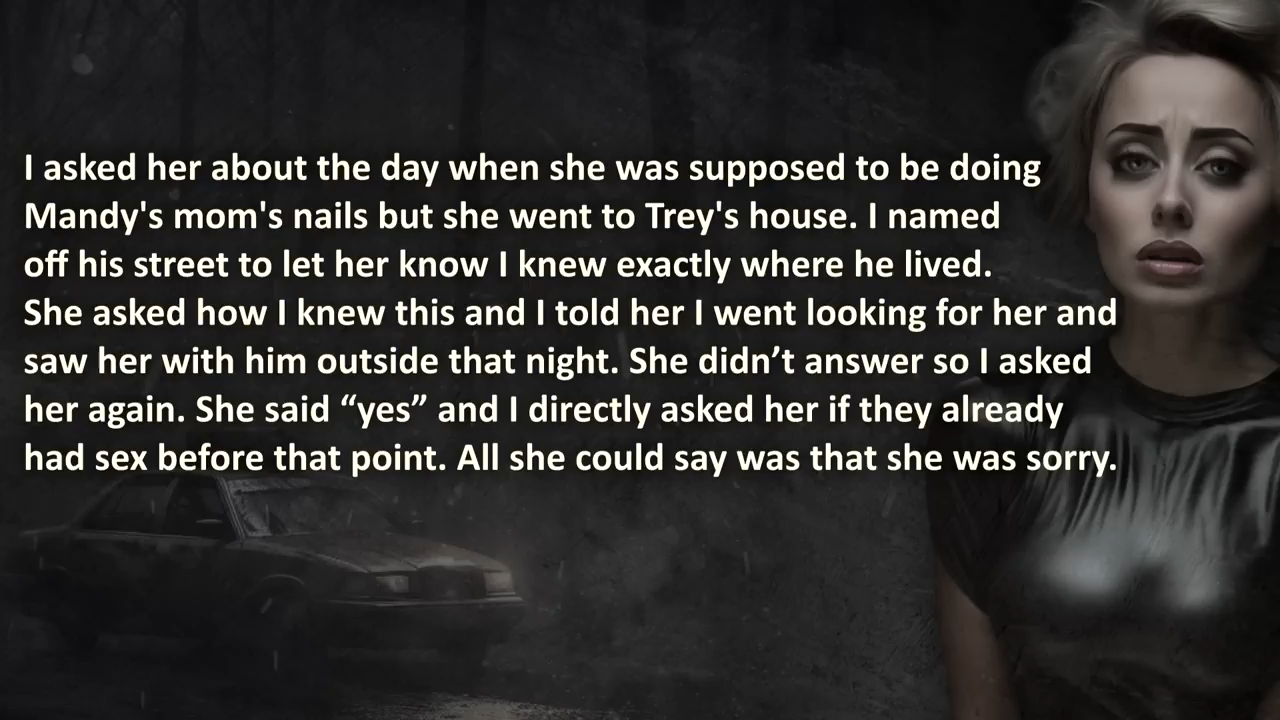 I asked her about the day when she was supposed to be doing
Mandy's mom's nails but she went to Trey's house. I named
off his street to let her know I knew exactly where he lived.
She asked how I knew this and I told her I went looking for her and
saw her with him outside that night. She didn’t answer so I asked
her again. She said “yes” and I directly asked her if they already
had sex before that point. All she could say was that she was sorry.